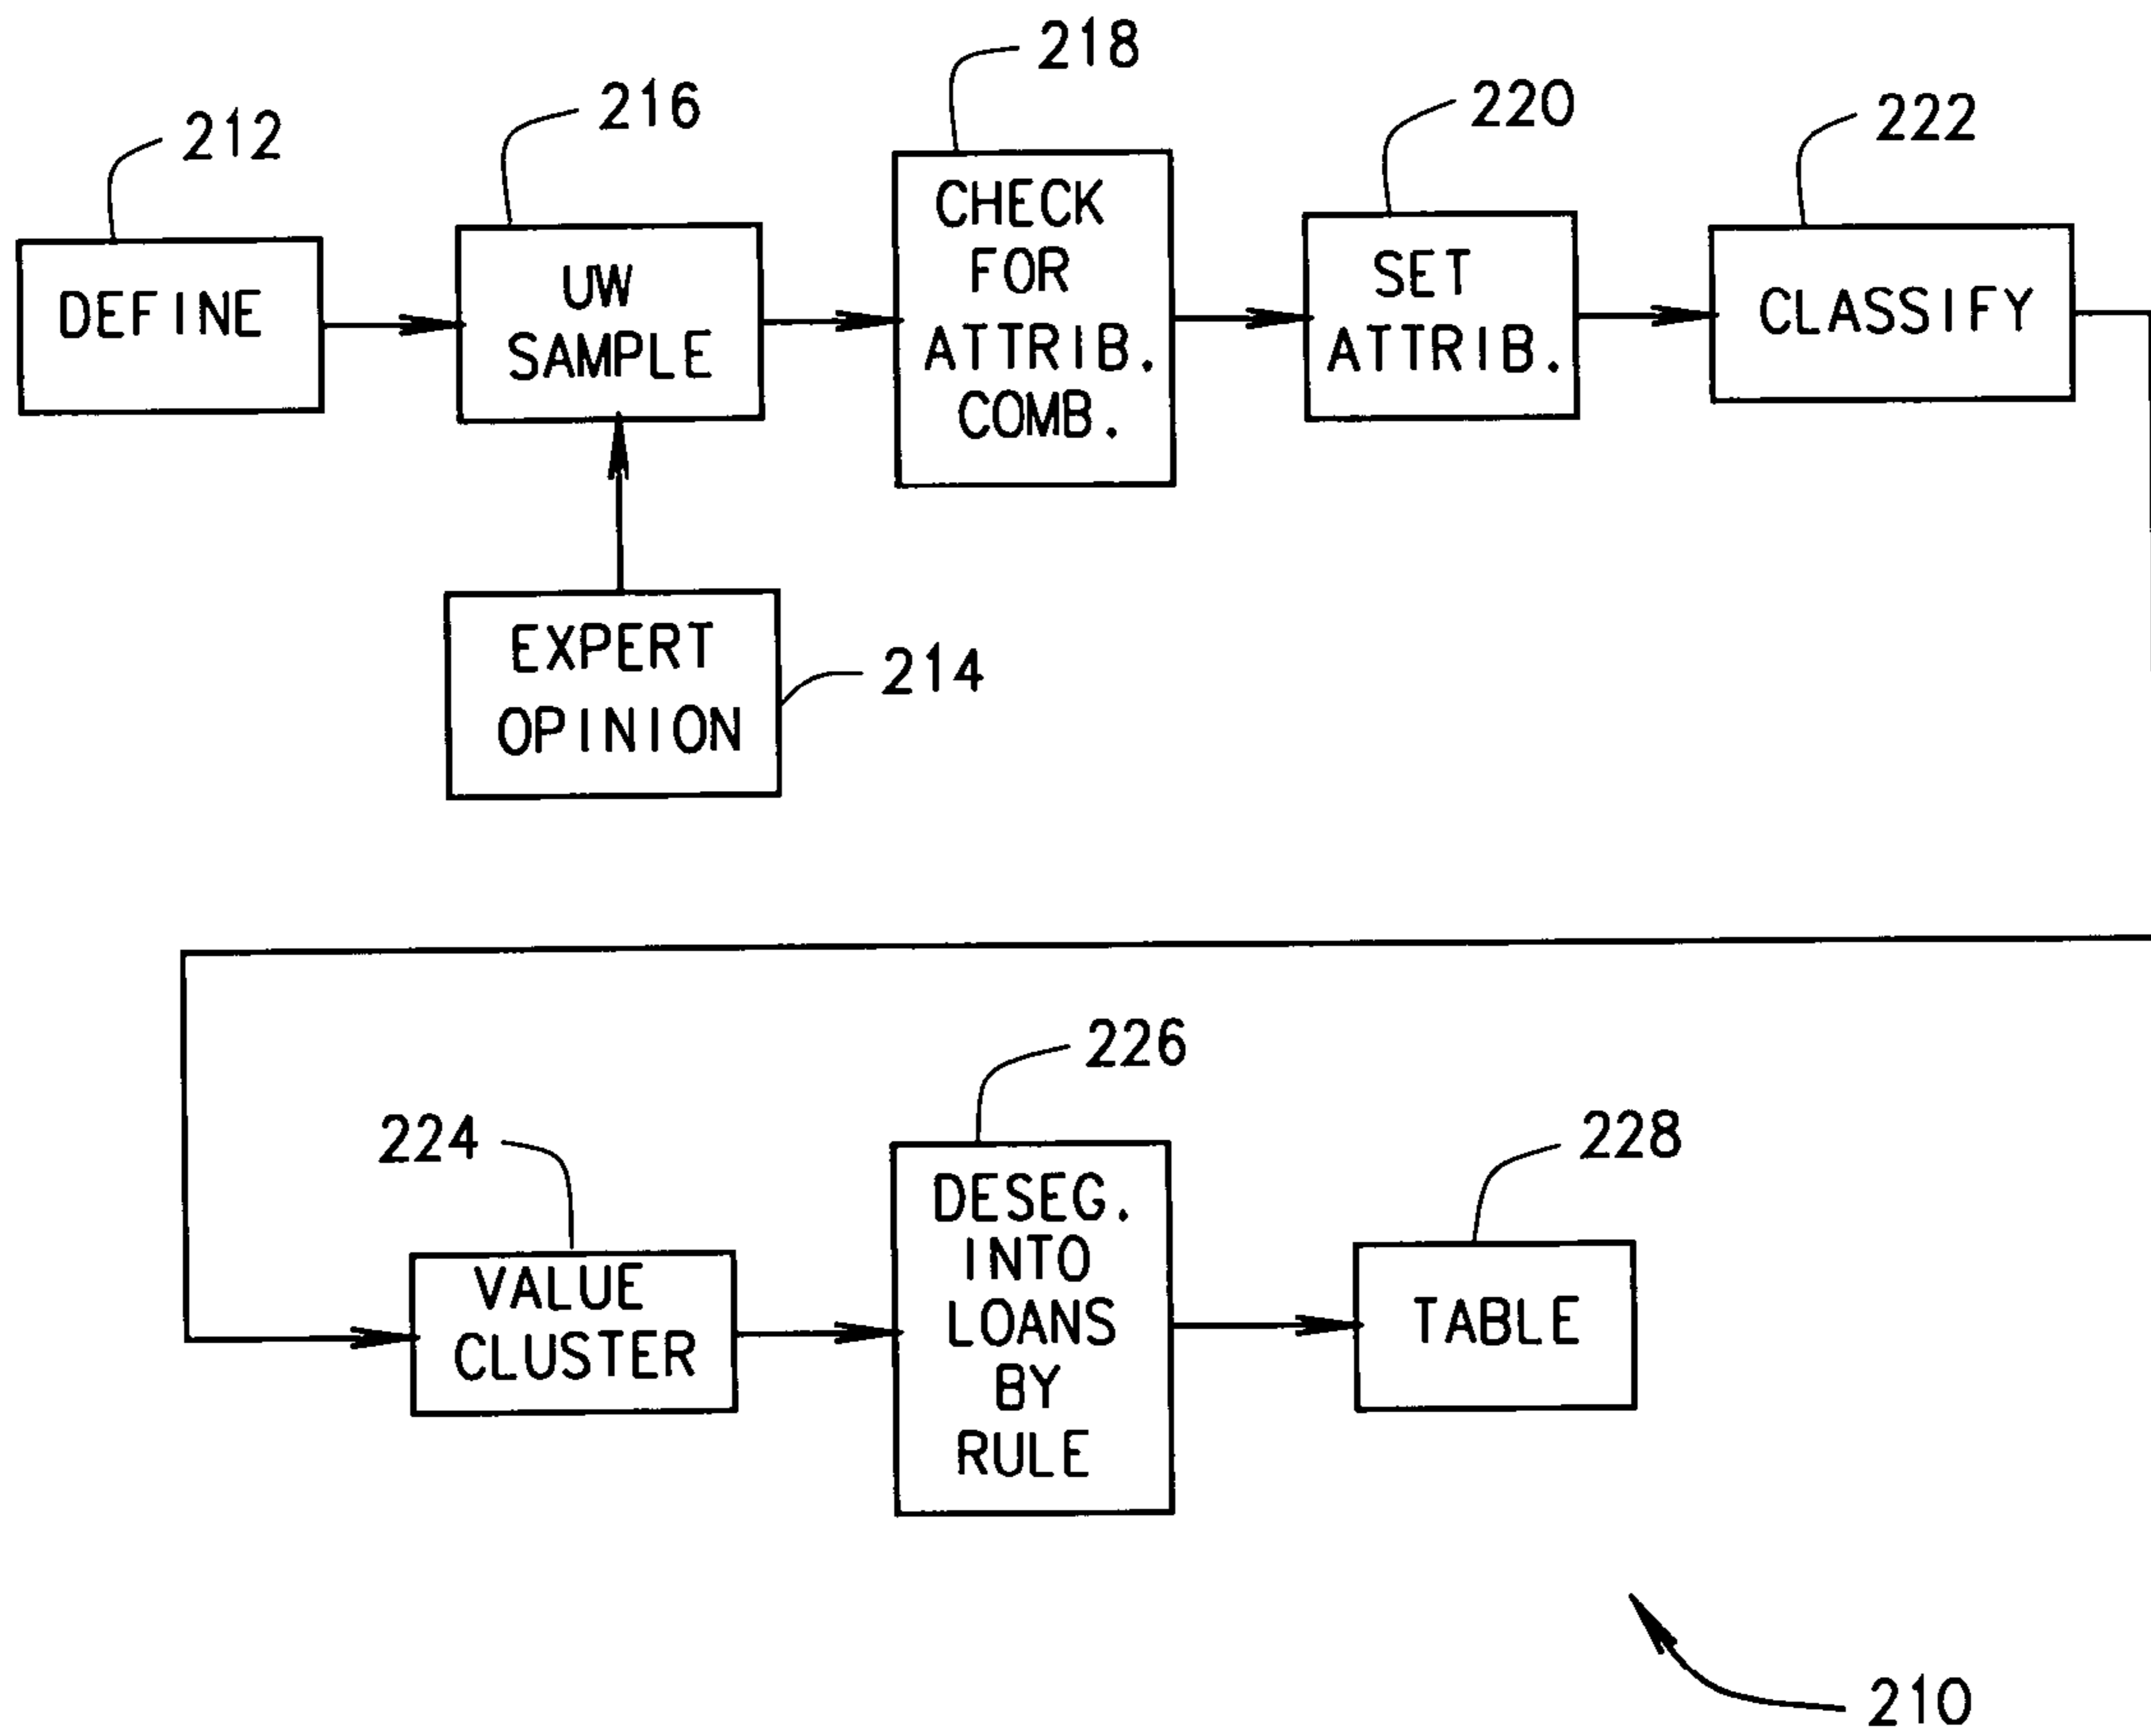 212
DEFINE
216
UW
SAMPLE
218
CHECK
FOR
ATTRIB.
COMB.
220
SET
ATTRIB.
222
CLASSIFY
EXPERT
OPINION
214
224
VALUE
CLUSTER
226
DESEG.
INTO
LOANS
BY
RULE
228
TABLE
210